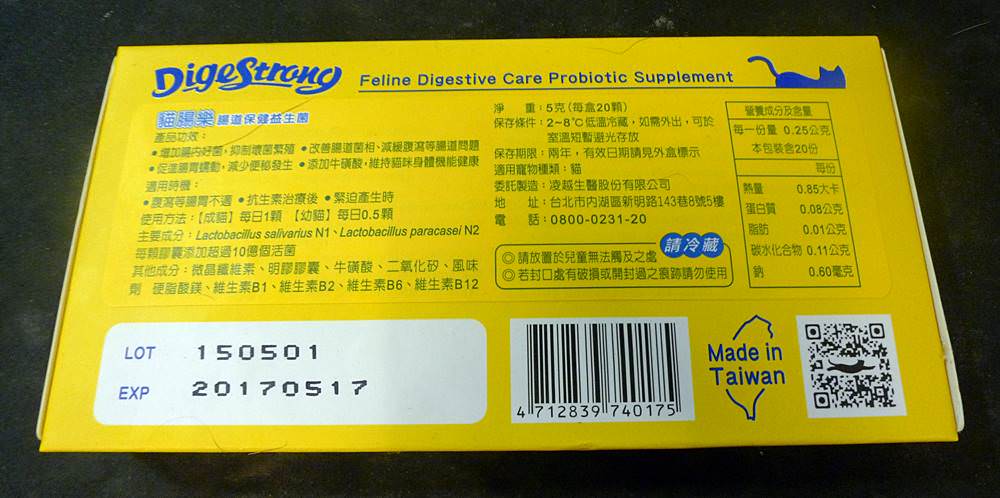 DigeStrong
Feline Digestive Care Probiotic Supplement
貓腸樂 腸道保健益生菌
產品功效：
•增加腸內好菌，抑制壞菌繁殖 •改善腸道菌相、減緩腹瀉等腸道問題
•促進腸胃蠕動，減少便秘發生 •添加牛磺酸，維持貓咪身體機能健康
適用時機：
•腹瀉等腸胃不適 •抗生素治療後 •緊迫產生時
使用方法：【成貓】每日1顆 【幼貓】每日0.5顆
主要成分：Lactobacillus salivarius N1、Lactobacillus paracasei N2
每顆膠囊添加超過10億個活菌
其他成分：微晶纖維素、明膠膠囊、牛磺酸、二氧化矽、風味
劑 硬脂酸鎂、維生素B1、維生素B2、維生素B6、維生素B12
淨 重：5克（每盒20顆）
保存條件：2~8°C低溫冷藏，如需外出，可於
室溫短暫避光存放
保存期限：兩年，有效日期請見外盒標示
適用寵物種類：貓
委託製造：凌越生醫股份有限公司
地 址：台北市內湖區新明路143巷8號5樓
電 話：0800-0231-20
請冷藏
◎請放置於兒童無法觸及之處
◎若封口處有破損或開封過之痕跡請勿使用
營養成分及含量
每一份量 0.25公克
本包裝含20份
每份
熱量 0.85大卡
蛋白質 0.08公克
脂肪 0.01公克
碳水化合物 0.11公克
鈉 0.60毫克
LOT 150501
EXP 20170517
4 712839 740175
Made in
Taiwan